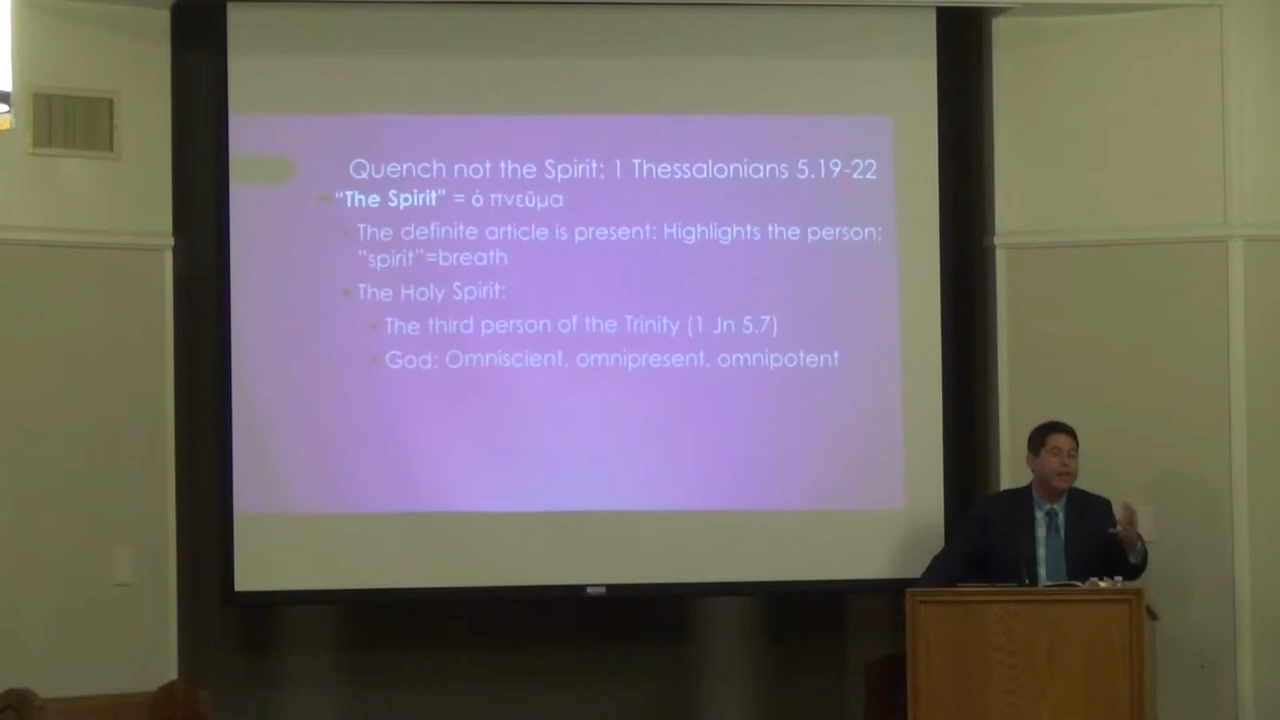 Quench not the Spirit: 1 Thessalonians 5.19-22
"The Spirit" = ὁ πνεῦμα
The definite article is present: Highlights the person;
"spirit"=breath
The Holy Spirit:
The third person of the Trinity (1 Jn 5.7)
God: Omniscient, omnipresent, omnipotent